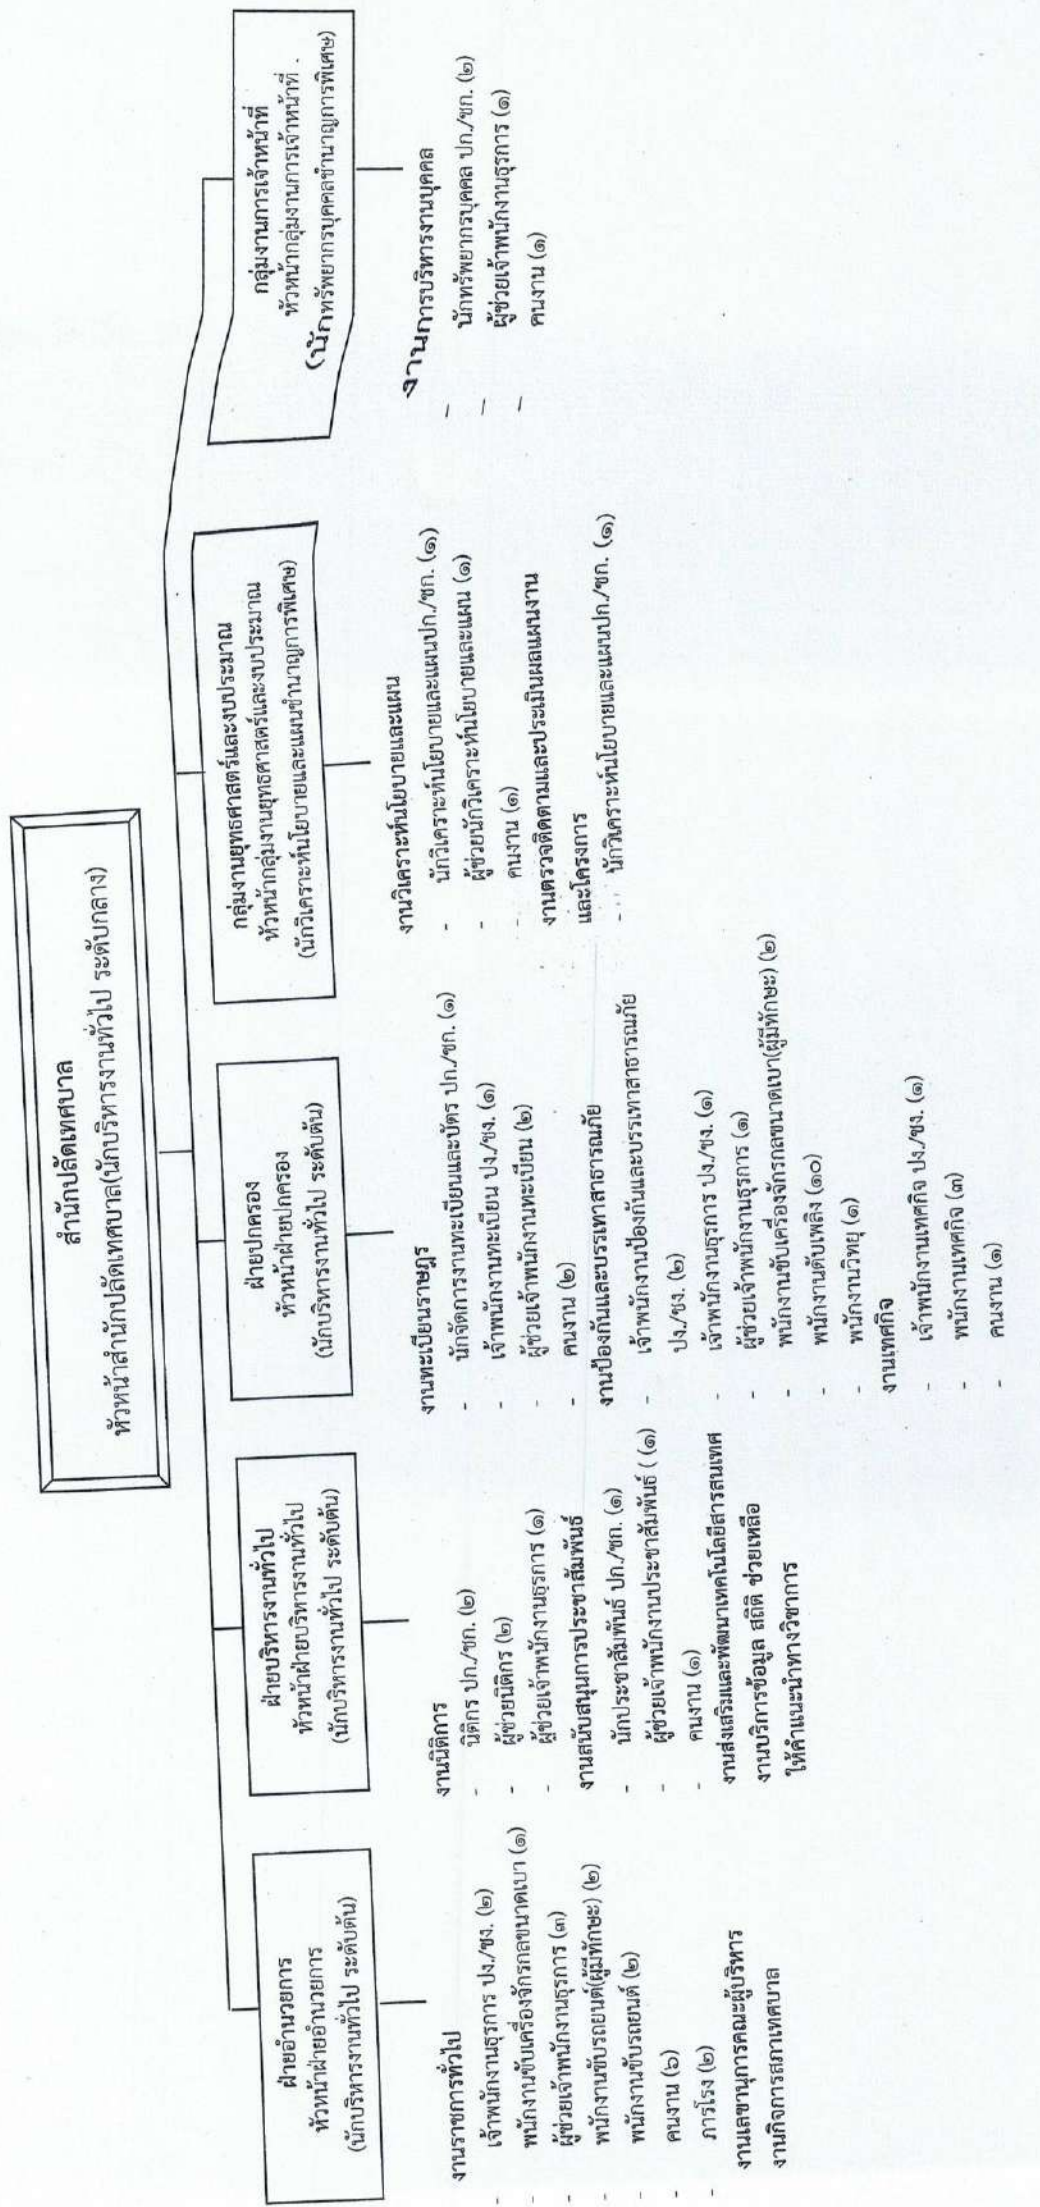 สำนักปลัดเทศบาล
หัวหน้าสำนักปลัดเทศบาล(นักบริหารงานทั่วไป ระดับกลาง)
ฝ่ายอำนวยการ
หัวหน้าฝ่ายอำนวยการ
(นักบริหารงานทั่วไป ระดับต้น)
งานราชการทั่วไป
- เจ้าพนักงานธุรการ ปง./ชง. (๒)
- พนักงานขับเครื่องจักรกลขนาดเบา (๑)
- ผู้ช่วยเจ้าพนักงานธุรการ (๓)
- พนักงานขับรถยนต์(ผู้มีทักษะ) (๒)
- พนักงานขับรถยนต์ (๒)
- คนงาน (๖)
- ภารโรง (๒)
งานเลขานุการคณะผู้บริหาร
งานกิจการสภาเทศบาล
ฝ่ายบริหารงานทั่วไป
หัวหน้าฝ่ายบริหารงานทั่วไป
(นักบริหารงานทั่วไป ระดับต้น)
งานนิติการ
- นิติกร ปก./ชก. (๒)
- ผู้ช่วยนิติกร (๒)
- ผู้ช่วยเจ้าพนักงานธุรการ (๑)
งานสนับสนุนการประชาสัมพันธ์
- นักประชาสัมพันธ์ ปก./ชก. (๑)
- ผู้ช่วยเจ้าพนักงานประชาสัมพันธ์ ( (๑)
- คนงาน (๑)
งานส่งเสริมและพัฒนาเทคโนโลยีสารสนเทศ
งานบริการข้อมูล สถิติ ช่วยเหลือ
ให้คำแนะนำทางวิชาการ
ฝ่ายปกครอง
หัวหน้าฝ่ายปกครอง
(นักบริหารงานทั่วไป ระดับต้น)
งานทะเบียนราษฎร
- นักจัดการงานทะเบียนและบัตร ปก./ชก. (๑)
- เจ้าพนักงานทะเบียน ปง./ชง. (๑)
- ผู้ช่วยเจ้าพนักงานทะเบียน (๒)
- คนงาน (๒)
งานป้องกันและบรรเทาสาธารณภัย
- เจ้าพนักงานป้องกันและบรรเทาสาธารณภัย
ปง./ชง. (๒)
- เจ้าพนักงานธุรการ ปง./ชง. (๑)
- ผู้ช่วยเจ้าพนักงานธุรการ (๑)
- พนักงานขับเครื่องจักรกลขนาดเบา(ผู้มีทักษะ) (๒)
- พนักงานดับเพลิง (๑๐)
- พนักงานวิทยุ (๑)
งานเทศกิจ
- เจ้าพนักงานเทศกิจ ปง./ชง. (๑)
- พนักงานเทศกิจ (๓)
- คนงาน (๑)
กลุ่มงานยุทธศาสตร์และงบประมาณ
หัวหน้ากลุ่มงานยุทธศาสตร์และงบประมาณ
(นักวิเคราะห์นโยบายและแผนชำนาญการพิเศษ)
งานวิเคราะห์นโยบายและแผน
- นักวิเคราะห์นโยบายและแผนปก./ชก. (๑)
- ผู้ช่วยนักวิเคราะห์นโยบายและแผน (๑)
- คนงาน (๑)
งานตรวจติดตามและประเมินผลแผนงาน
และโครงการ
- นักวิเคราะห์นโยบายและแผนปก./ชก. (๑)
กลุ่มงานการเจ้าหน้าที่
หัวหน้ากลุ่มงานการเจ้าหน้าที่
(นักทรัพยากรบุคคลชำนาญการพิเศษ)
งานการบริหารงานบุคคล
- นักทรัพยากรบุคคล ปก./ชก. (๒)
- ผู้ช่วยเจ้าพนักงานธุรการ (๑)
- คนงาน (๑)